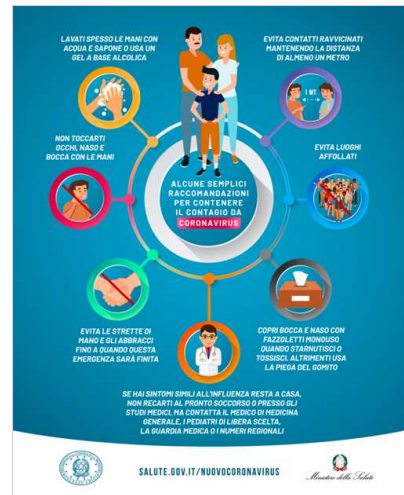 LAVATI SPESSO LE MANI CON
ACQUA E SAPONE O USA UN
GEL A BASE ALCOLICA
EVITA CONTATTI RAVVICINATI
MANTENENDO LA DISTANZA
DI ALMENO UN METRO
1 MT
NON TOCCARTI
OCCHI, NASO E
BOCCA CON LE MANI
EVITA LUOGHI
AFFOLLATI
ALCUNE SEMPLICI
RACCOMANDAZIONI
PER CONTENERE
IL CONTAGIO DA
CORONAVIRUS
EVITA LE STRETTE DI
MANO E GLI ABBRACCI
FINO A QUANDO QUESTA
EMERGENZA SARÀ FINITA
COPRI BOCCA E NASO CON
FAZZOLETTI MONOUSO
QUANDO STARNUTISCI O
TOSSISCI. ALTRIMENTI USA
LA PIEGA DEL GOMITO
SE HAI SINTOMI SIMILI ALL'INFLUENZA RESTA A CASA,
NON RECARTI AL PRONTO SOCCORSO O PRESSO GLI
STUDI MEDICI, MA CONTATTA IL MEDICO DI MEDICINA
GENERALE, I PEDIATRI DI LIBERA SCELTA,
LA GUARDIA MEDICA O I NUMERI REGIONALI
SALUTE.GOV.IT/NUOVOCORONAVIRUS
Ministero della Salute